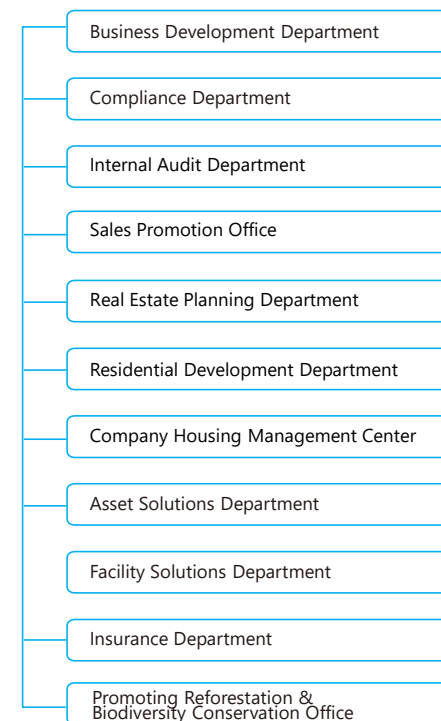 Business Development Department
Compliance Department
Internal Audit Department
Sales Promotion Office
Real Estate Planning Department
Residential Development Department
Company Housing Management Center
Asset Solutions Department
Facility Solutions Department
Insurance Department
Promoting Reforestation &
Biodiversity Conservation Office